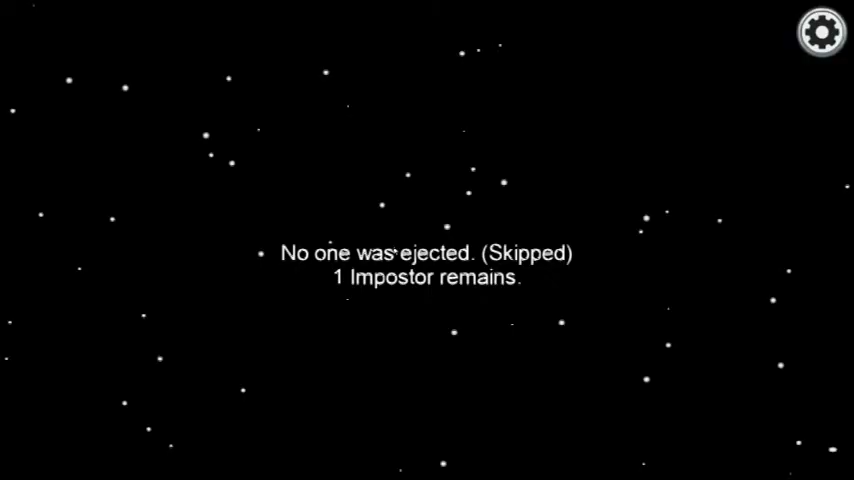 No one was ejected. (Skipped)
1 Impostor remains.